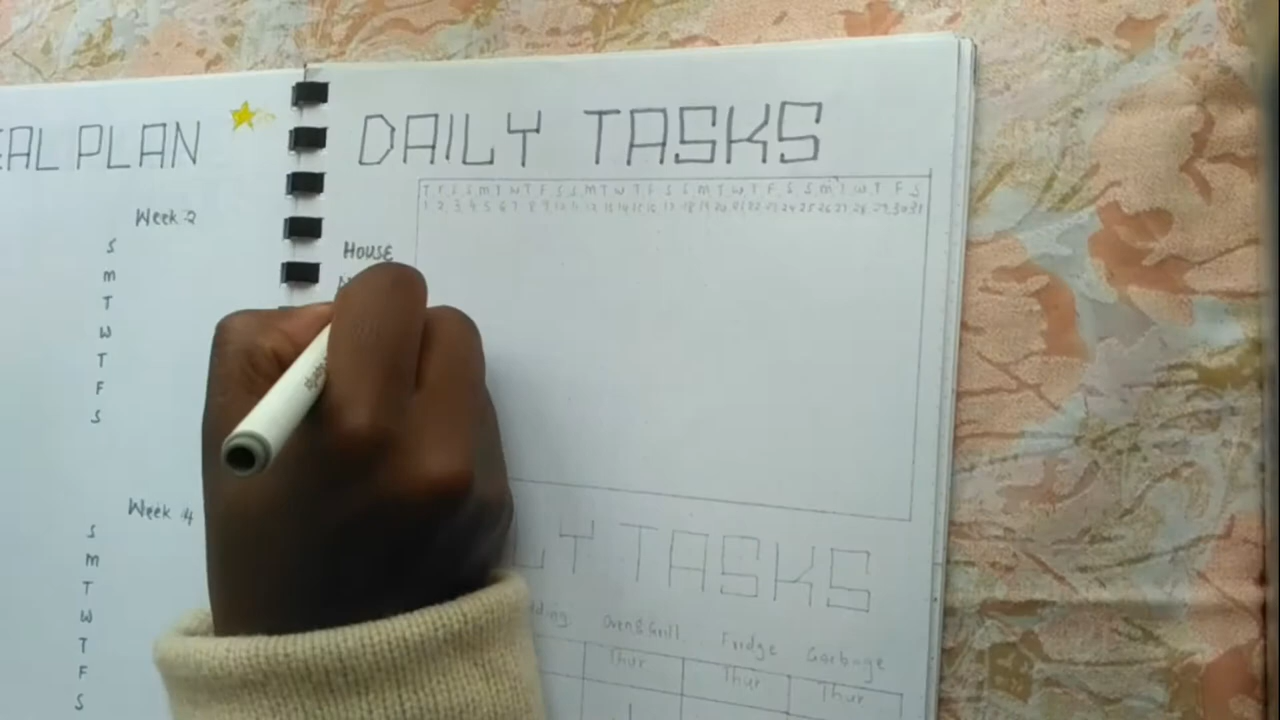 EAL PLAN
Week 2
S
m
T
W
T
F
S
Week 4
S
m
T
W
T
F
S
DAILY TASKS
T F S S M T W T F S S M T W T F S S M T W T F S S M T W T F S
1 2 3 4 5 6 7 8 9 10 11 12 13 14 15 16 17 18 19 20 21 22 23 24 25 26 27 28 29 30 31
House
LY TASKS
dding Oven & Grill Fridge Garbage
Thur Thur Thur